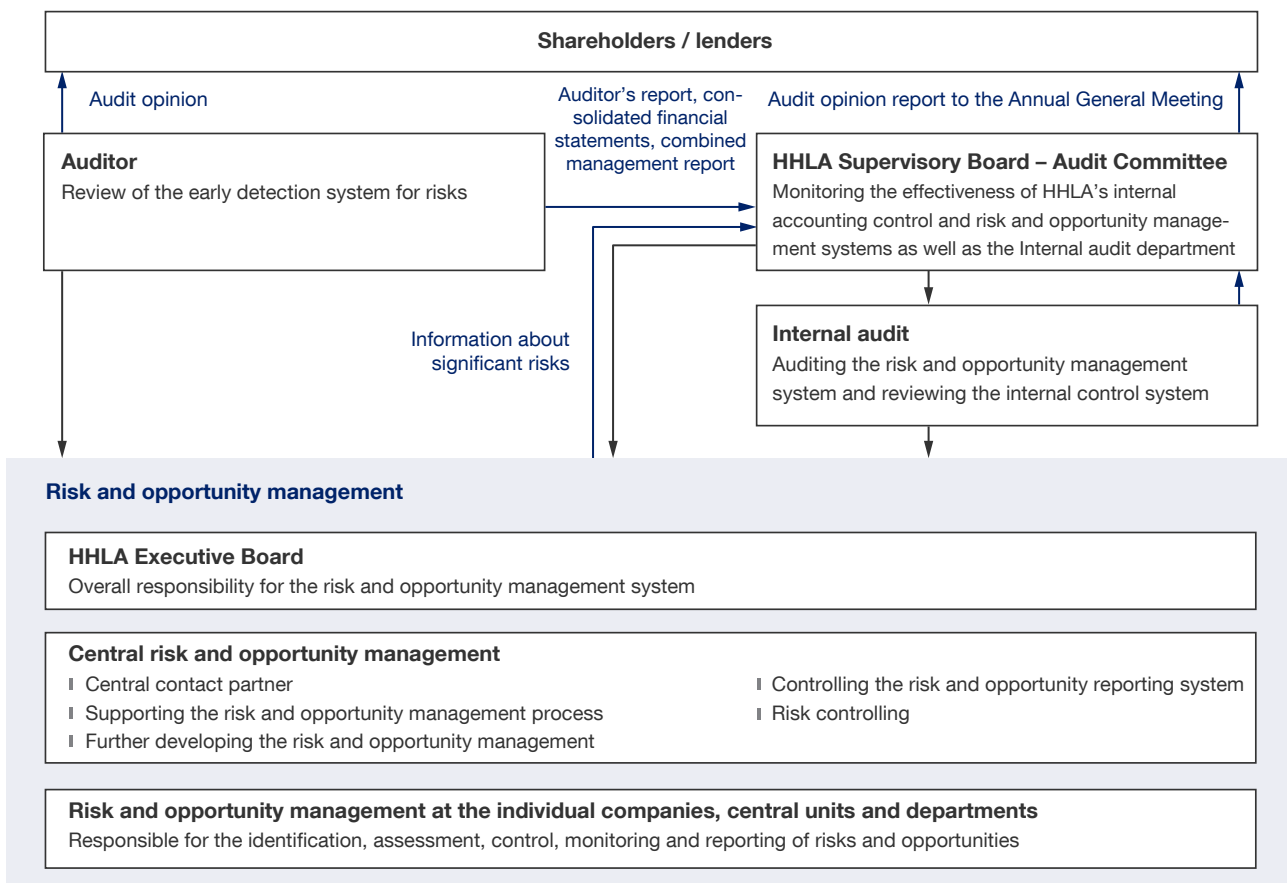 Shareholders / lenders
Audit opinion
Auditor’s report, con-
solidated financial
statements, combined
management report
Audit opinion report to the Annual General Meeting
Auditor
Review of the early detection system for risks
HHLA Supervisory Board – Audit Committee
Monitoring the effectiveness of HHLA’s internal
accounting control and risk and opportunity manage-
ment systems as well as the Internal audit department
Information about
significant risks
Internal audit
Auditing the risk and opportunity management
system and reviewing the internal control system
Risk and opportunity management
HHLA Executive Board
Overall responsibility for the risk and opportunity management system
Central risk and opportunity management
Central contact partner
Supporting the risk and opportunity management process
Further developing the risk and opportunity management
Controlling the risk and opportunity reporting system
Risk controlling
Risk and opportunity management at the individual companies, central units and departments
Responsible for the identification, assessment, control, monitoring and reporting of risks and opportunities